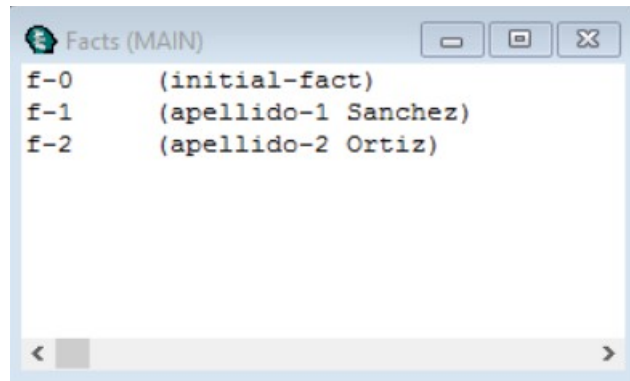 Facts (MAIN)
f-0 (initial-fact)
f-1 (apellido-1 Sanchez)
f-2 (apellido-2 Ortiz)